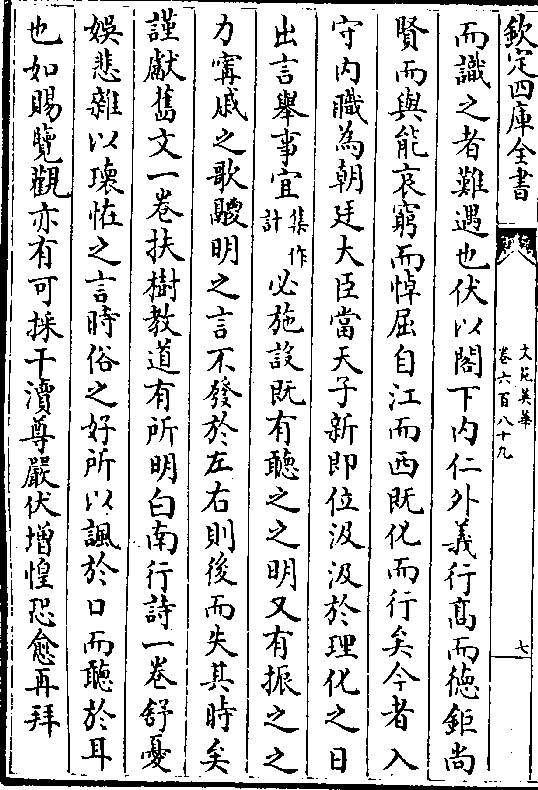 欽定四庫全書
文苑英華
卷六百八十九
七
而識之者難遇也伏以閣下内仁外義行髙而徳鉅尚
賢而與能哀窮而悼屈自江而西既化而行矣今者入
守内職為朝廷大臣當天子新即位汲汲於理化之日
出言舉事宜集作計必施設既有聽之之明又有振之之
力寗戚之歌鬷明之言不發於左右則後而失其時矣
謹獻舊文一卷扶樹教道有所明白南行詩一卷舒憂
娛悲雜以瓌怪之言時俗之好所以諷於口而聽於耳
也如賜覽觀亦有可採干瀆尊嚴伏增惶恐愈再拜